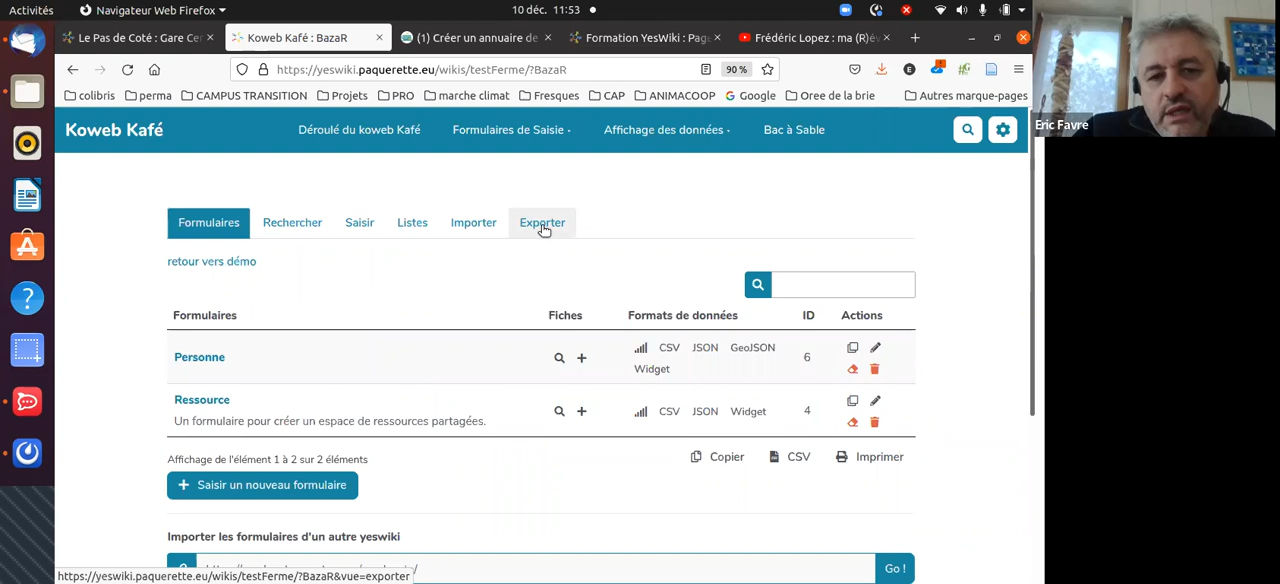 Activités
Navigateur Web Firefox
10 déc. 11:53
Le Pas de Coté : Gare Cer
Koweb Kafé : BazaR
(1) Créer un annuaire de
Formation YesWiki : Pag
Frédéric Lopez : ma (R)év
https://yeswiki.paquerette.eu/wikis/testFerme/?BazaR
90 %
colibris
perma
CAMPUS TRANSITION
Projets
PRO
marche climat
Fresques
CAP
ANIMACOOP
Google
Oree de la brie
Autres marque-pages
Eric Favre
Koweb Kafé
Déroulé du koweb Kafé
Formulaires de Saisie
Affichage des données
Bac à Sable
Formulaires
Rechercher
Saisir
Listes
Importer
Exporter
retour vers démo
Formulaires
Fiches
Formats de données
ID
Actions
Personne
CSV JSON GeoJSON
Widget
6
Ressource
Un formulaire pour créer un espace de ressources partagées.
CSV JSON Widget
4
Affichage de l'élément 1 à 2 sur 2 éléments
Copier
CSV
Imprimer
+ Saisir un nouveau formulaire
Importer les formulaires d'un autre yeswiki
Go !
https://yeswiki.paquerette.eu/wikis/testFerme/?BazaR&vue=exporter